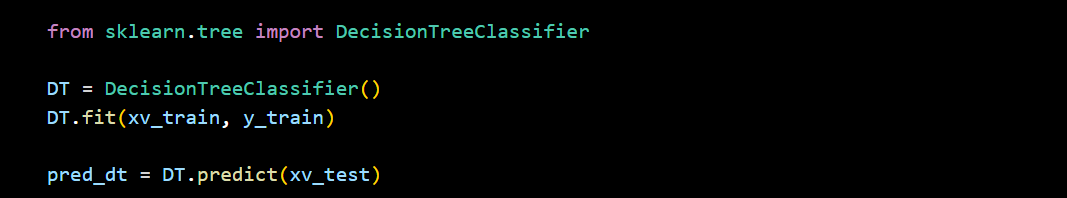 from sklearn.tree import DecisionTreeClassifier
DT = DecisionTreeClassifier()
DT.fit(xv_train, y_train)
pred_dt = DT.predict(xv_test)